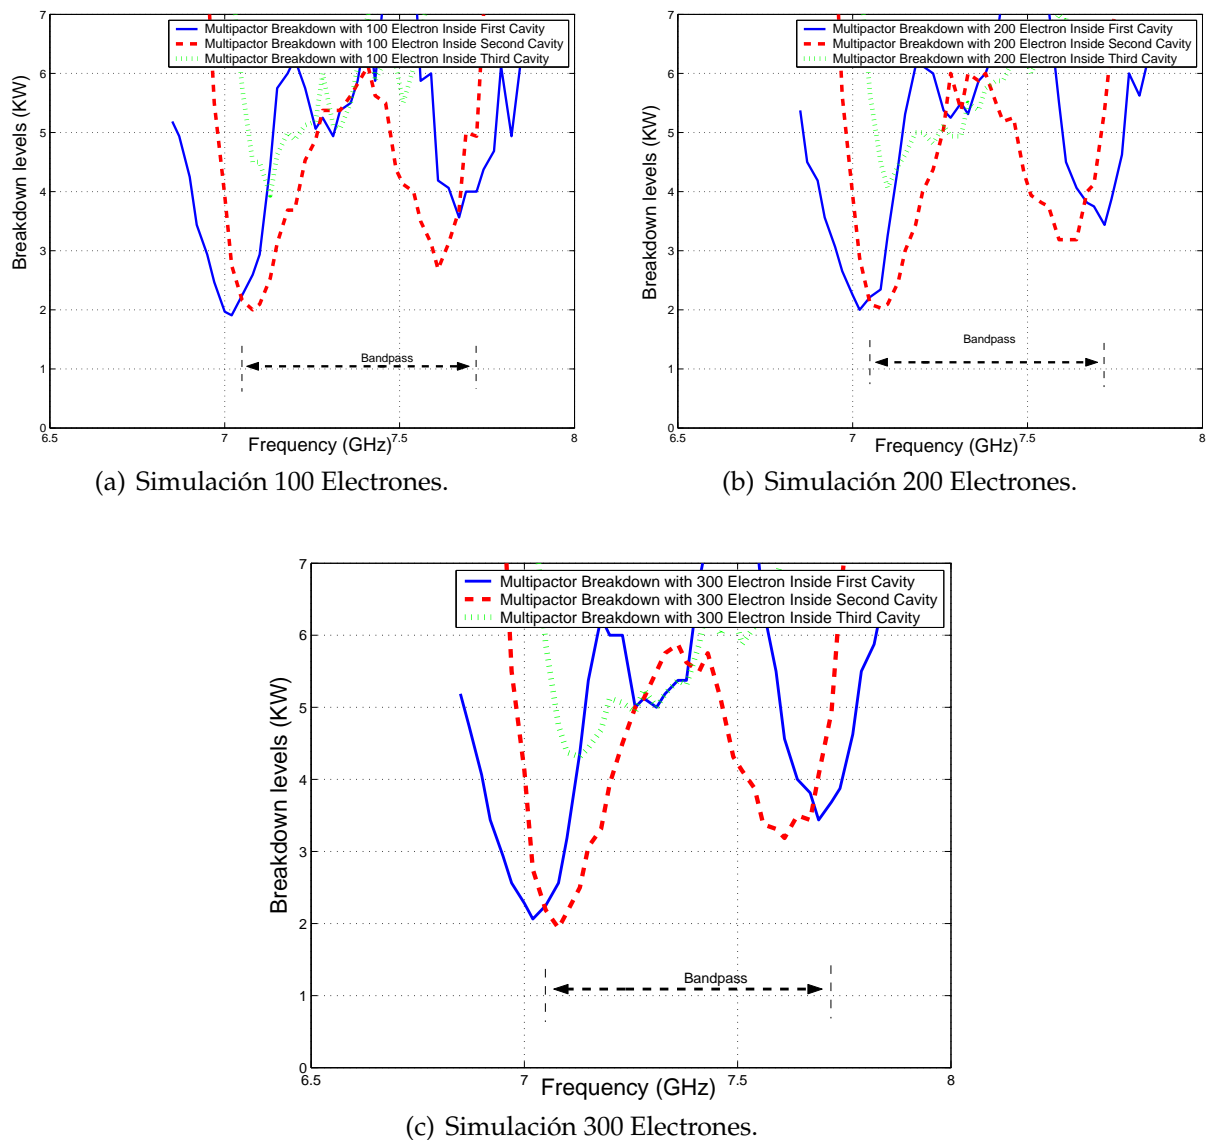 7
6
5
4
3
2
1
0
Breakdown levels (KW)
Multipactor Breakdown with 100 Electron Inside First Cavity
Multipactor Breakdown with 100 Electron Inside Second Cavity
Multipactor Breakdown with 100 Electron Inside Third Cavity
Bandpass
6.5 7 7.5 8
Frequency (GHz)
(a) Simulación 100 Electrones.
7
6
5
4
3
2
1
0
Breakdown levels (KW)
Multipactor Breakdown with 200 Electron Inside First Cavity
Multipactor Breakdown with 200 Electron Inside Second Cavity
Multipactor Breakdown with 200 Electron Inside Third Cavity
Bandpass
6.5 7 7.5 8
Frequency (GHz)
(b) Simulación 200 Electrones.
7
6
5
4
3
2
1
0
Breakdown levels (KW)
Multipactor Breakdown with 300 Electron Inside First Cavity
Multipactor Breakdown with 300 Electron Inside Second Cavity
Multipactor Breakdown with 300 Electron Inside Third Cavity
Bandpass
6.5 7 7.5 8
Frequency (GHz)
(c) Simulación 300 Electrones.